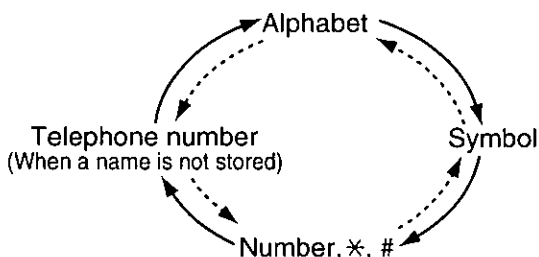 Alphabet
Telephone number
(When a name is not stored)
Symbol
Number, ✳, #